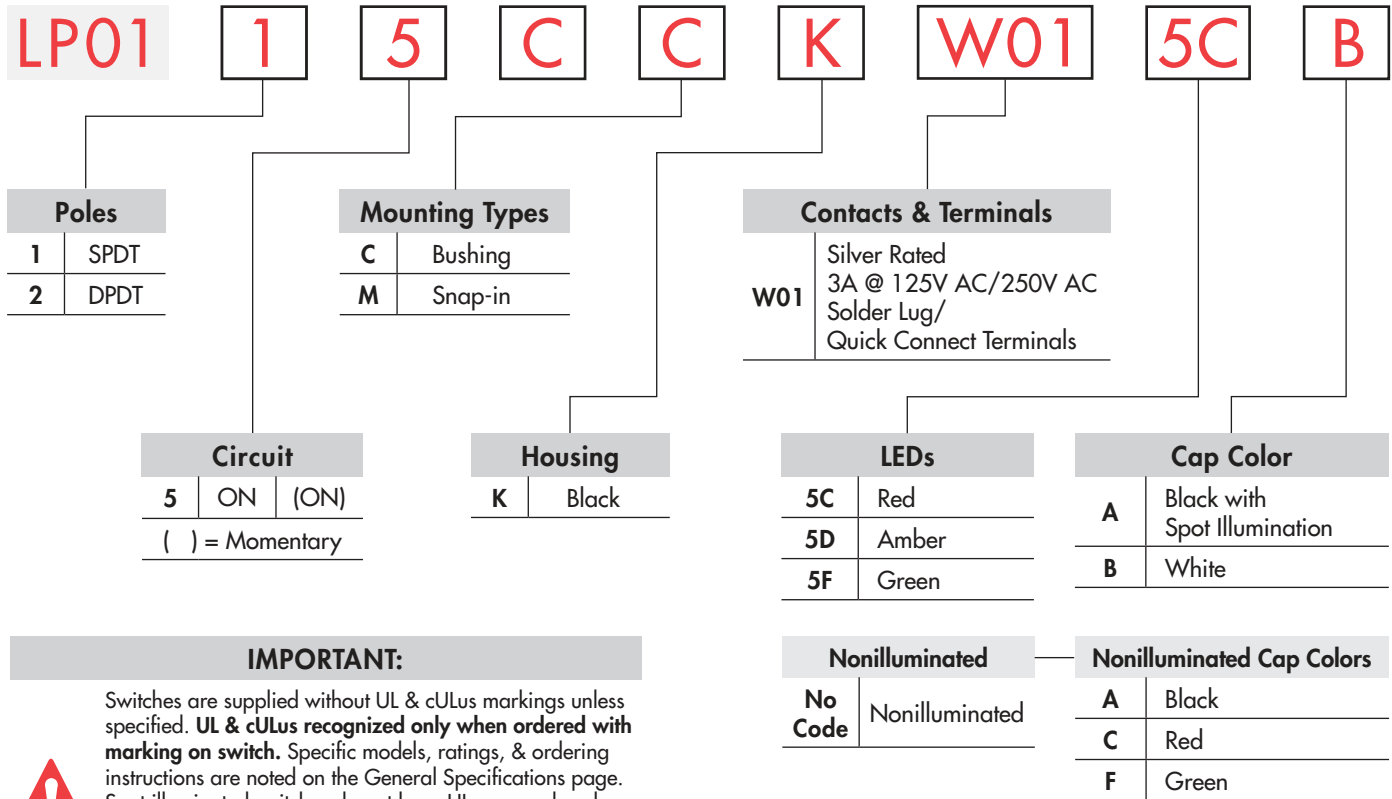 LP01 1 5 C C K W01 5C B
Poles
1 SPDT
2 DPDT
Mounting Types
C Bushing
M Snap-in
Contacts & Terminals
W01
Silver Rated
3A @ 125V AC/250V AC
Solder Lug/
Quick Connect Terminals
Circuit
5 ON (ON)
( ) = Momentary
Housing
K Black
LEDs
5C Red
5D Amber
5F Green
Cap Color
A Black with
Spot Illumination
B White
IMPORTANT:
Switches are supplied without UL & cULus markings unless
specified. UL & cULus recognized only when ordered with
marking on switch. Specific models, ratings, & ordering
instructions are noted on the General Specifications page.
Nonilluminated
No
Code
Nonilluminated
Nonilluminated Cap Colors
A Black
C Red
F Green